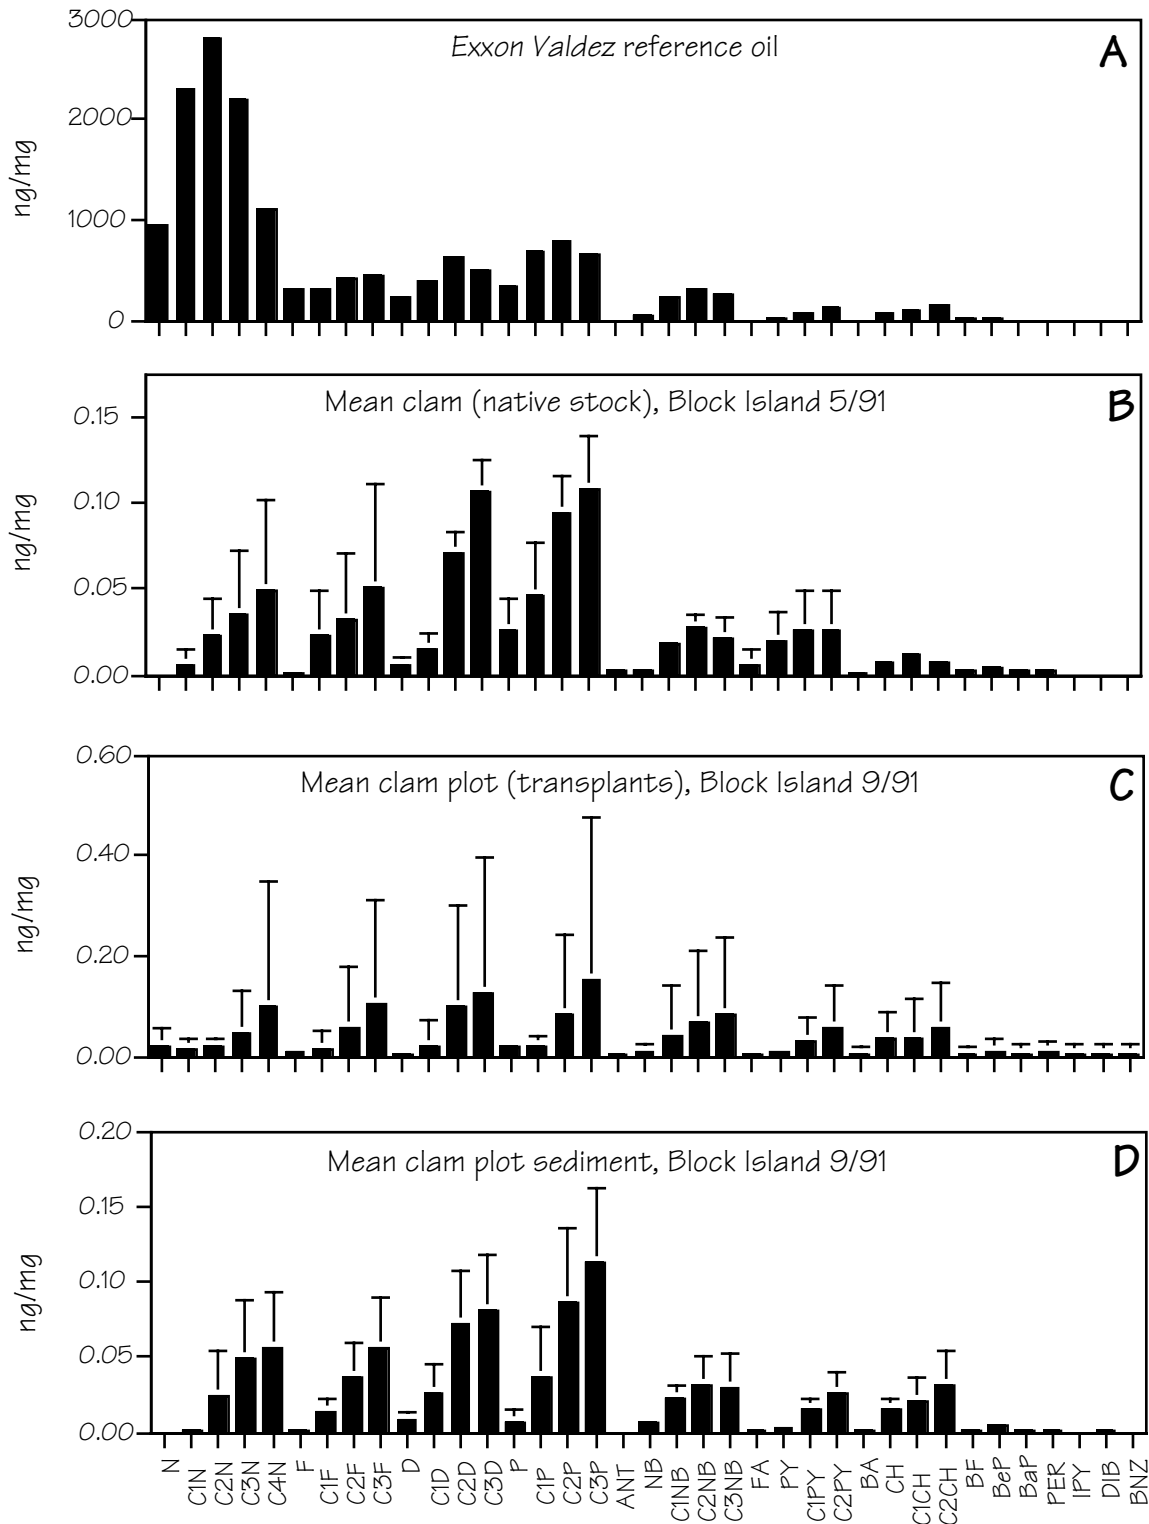 3000
Exxon Valdez reference oil
A
2000
ng/mg
1000
0
Mean clam (native stock), Block Island 5/91
B
0.15
0.10
ng/mg
0.05
0.00
0.60
Mean clam plot (transplants), Block Island 9/91
C
0.40
ng/mg
0.20
0.00
0.20
Mean clam plot sediment, Block Island 9/91
D
0.15
0.10
ng/mg
0.05
0.00
N C1N C2N C3N C4N F C1F C2F C3F D C1D C2D C3D P C1P C2P C3P ANT NB C1NB C2NB C3NB FA PY C1PY C2PY BA CH C1CH C2CH BF BeP BaP PER IPY DIB BNZ